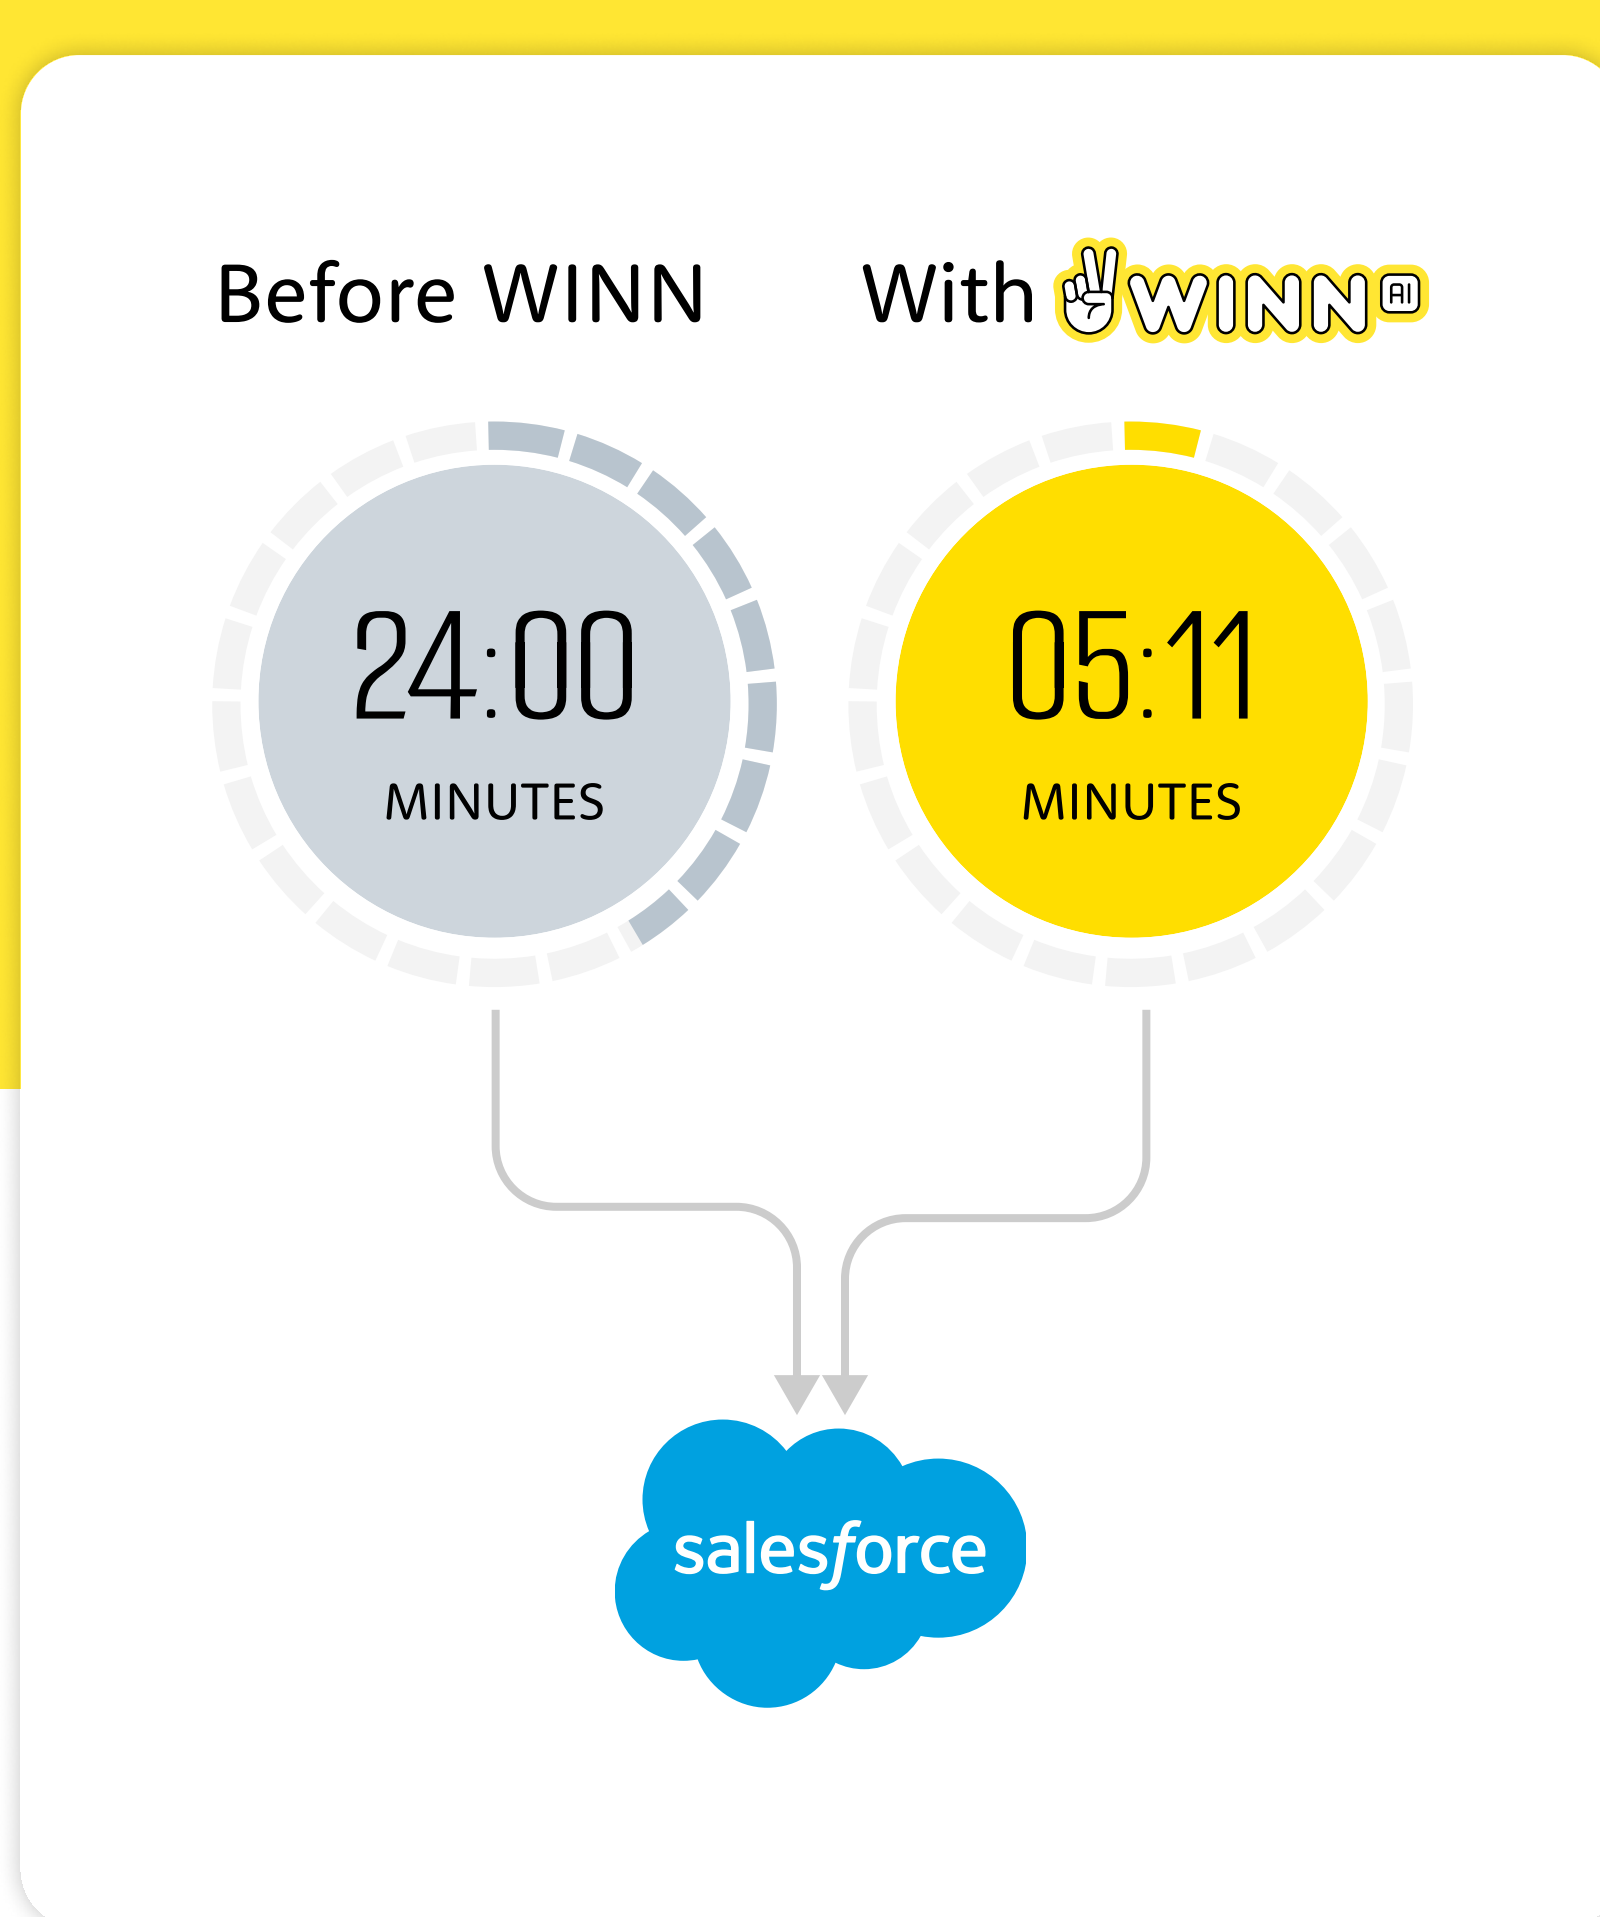 Before WINN
With WINN AI
24:00
MINUTES
05:11
MINUTES
salesforce